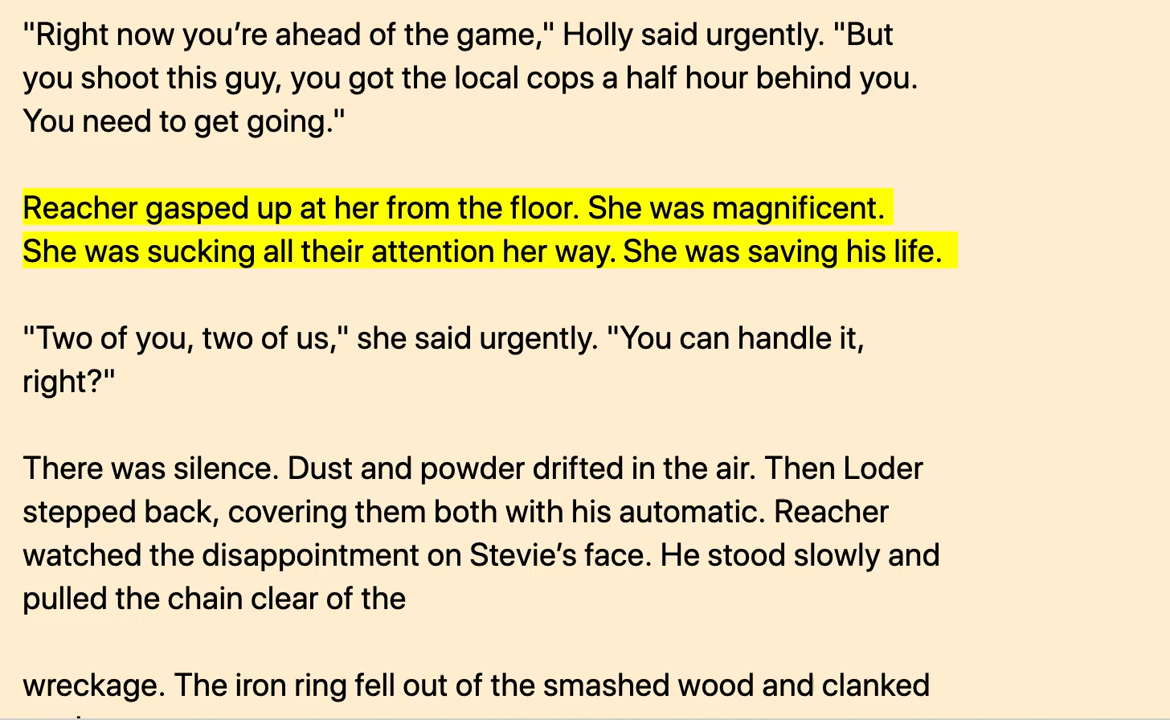 "Right now you’re ahead of the game," Holly said urgently. "But
you shoot this guy, you got the local cops a half hour behind you.
You need to get going."
Reacher gasped up at her from the floor. She was magnificent.
She was sucking all their attention her way. She was saving his life.
"Two of you, two of us," she said urgently. "You can handle it,
right?"
There was silence. Dust and powder drifted in the air. Then Loder
stepped back, covering them both with his automatic. Reacher
watched the disappointment on Stevie’s face. He stood slowly and
pulled the chain clear of the
wreckage. The iron ring fell out of the smashed wood and clanked